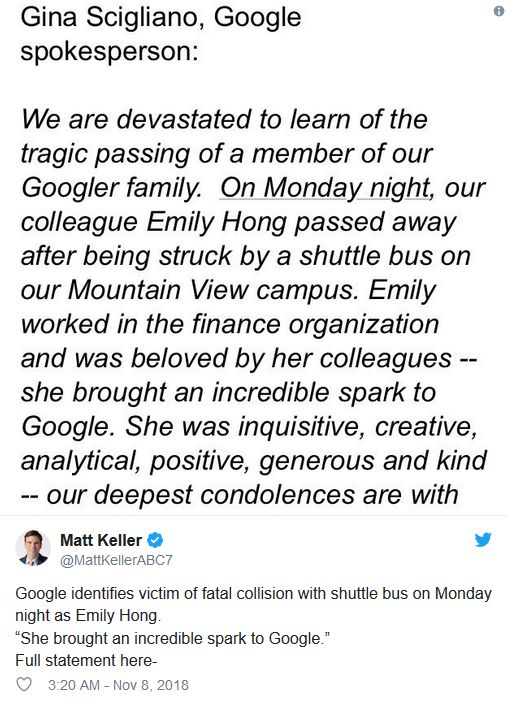 Gina Scigliano, Google
spokesperson:
We are devastated to learn of the
tragic passing of a member of our
Googler family. On Monday night, our
colleague Emily Hong passed away
after being struck by a shuttle bus on
our Mountain View campus. Emily
worked in the finance organization
and was beloved by her colleagues --
she brought an incredible spark to
Google. She was inquisitive, creative,
analytical, positive, generous and kind
-- our deepest condolences are with
Matt Keller
@MattKellerABC7
Google identifies victim of fatal collision with shuttle bus on Monday
night as Emily Hong.
“She brought an incredible spark to Google.”
Full statement here-
3:20 AM - Nov 8, 2018